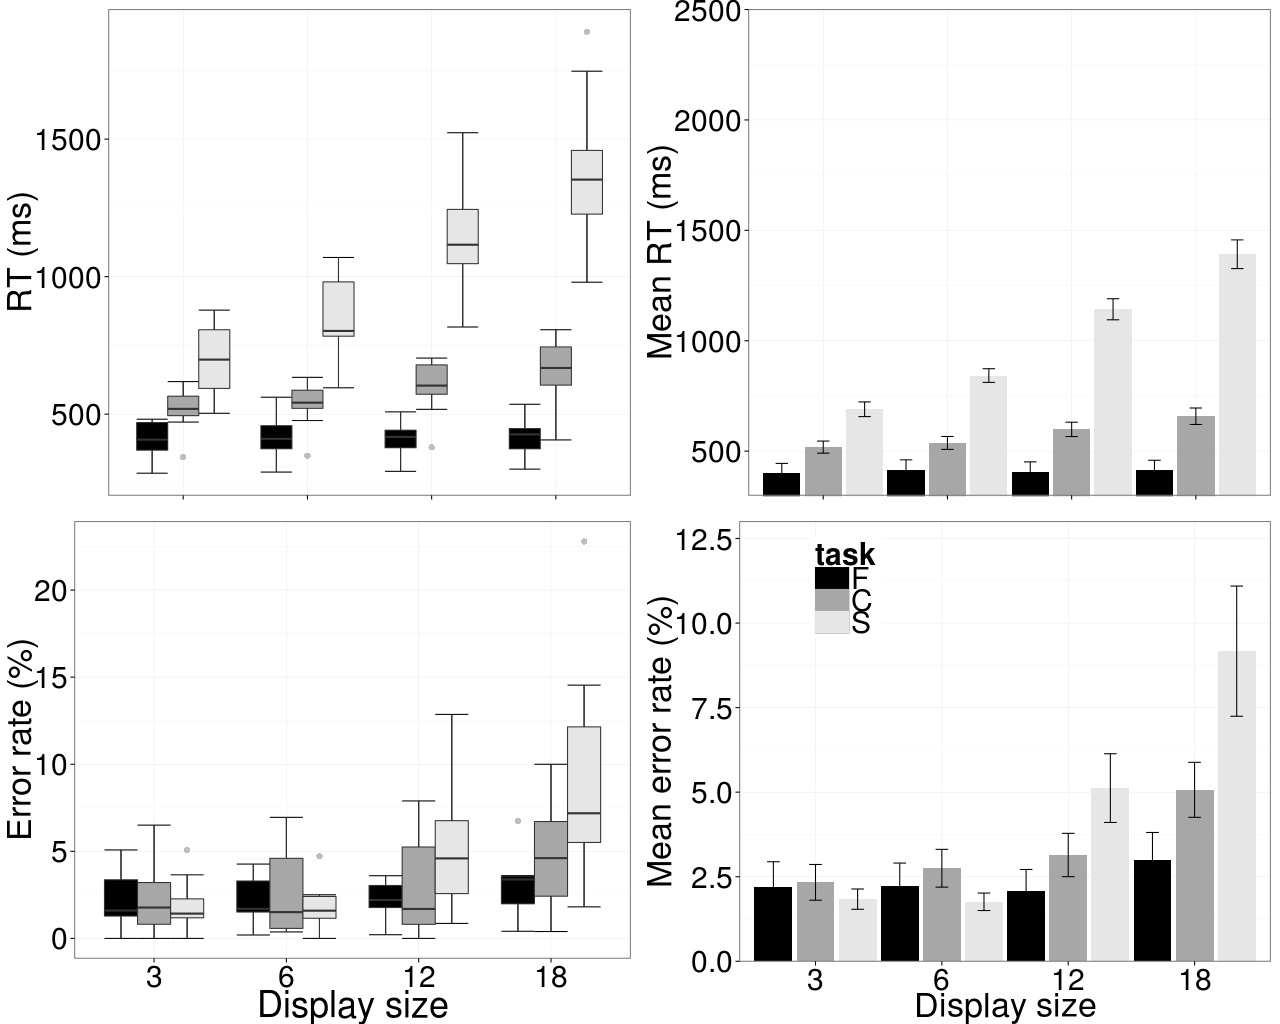 RT (ms)
1500
1000
500
Mean RT (ms)
2500
2000
1500
1000
500
Error rate (%)
20
15
10
5
0
3 6 12 18
Display size
Mean error rate (%)
12.5
10.0
7.5
5.0
2.5
0.0
task
F
C
S
3 6 12 18
Display size